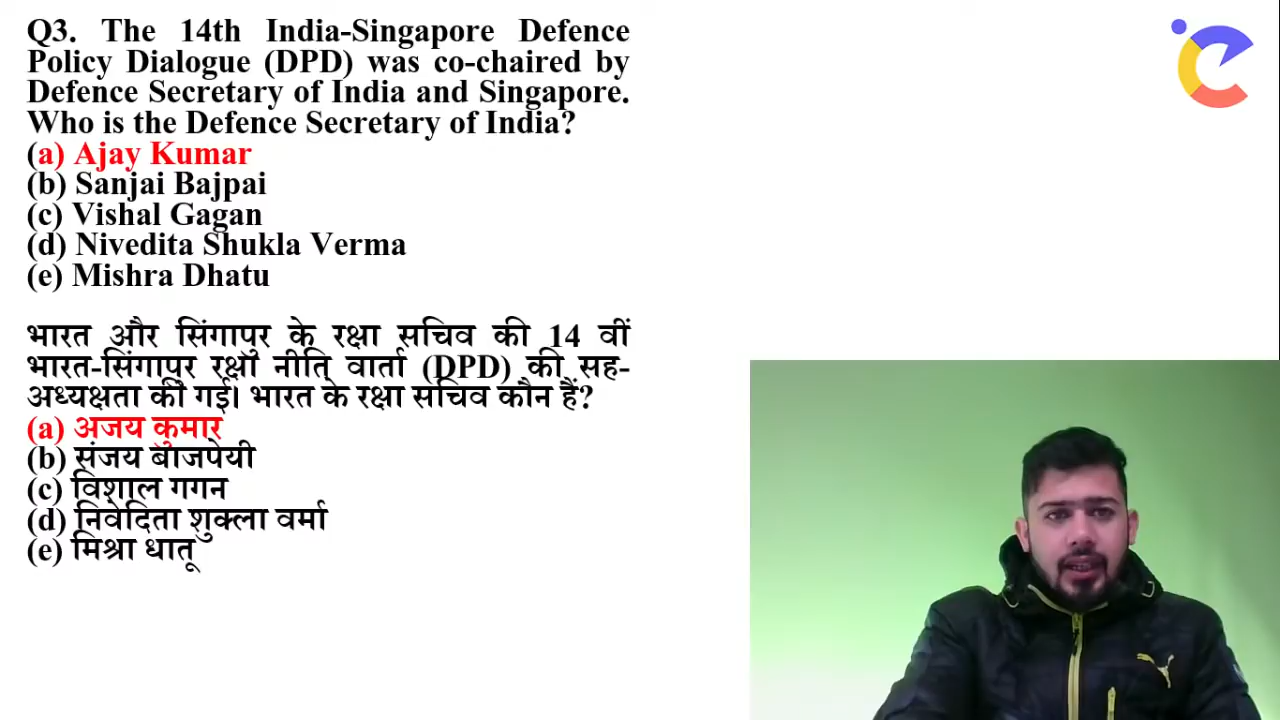 Q3. The 14th India-Singapore Defence
Policy Dialogue (DPD) was co-chaired by
Defence Secretary of India and Singapore.
Who is the Defence Secretary of India?
(a) Ajay Kumar
(b) Sanjai Bajpai
(c) Vishal Gagan
(d) Nivedita Shukla Verma
(e) Mishra Dhatu
भारत और सिंगापुर के रक्षा सचिव की 14 वीं
भारत-सिंगापुर रक्षा नीति वार्ता (DPD) की सह-
अध्यक्षता की गई। भारत के रक्षा सचिव कौन हैं?
(a) अजय कुमार
(b) संजय बाजपेयी
(c) विशाल गगन
(d) निवेदिता शुक्ला वर्मा
(e) मिश्रा धातू